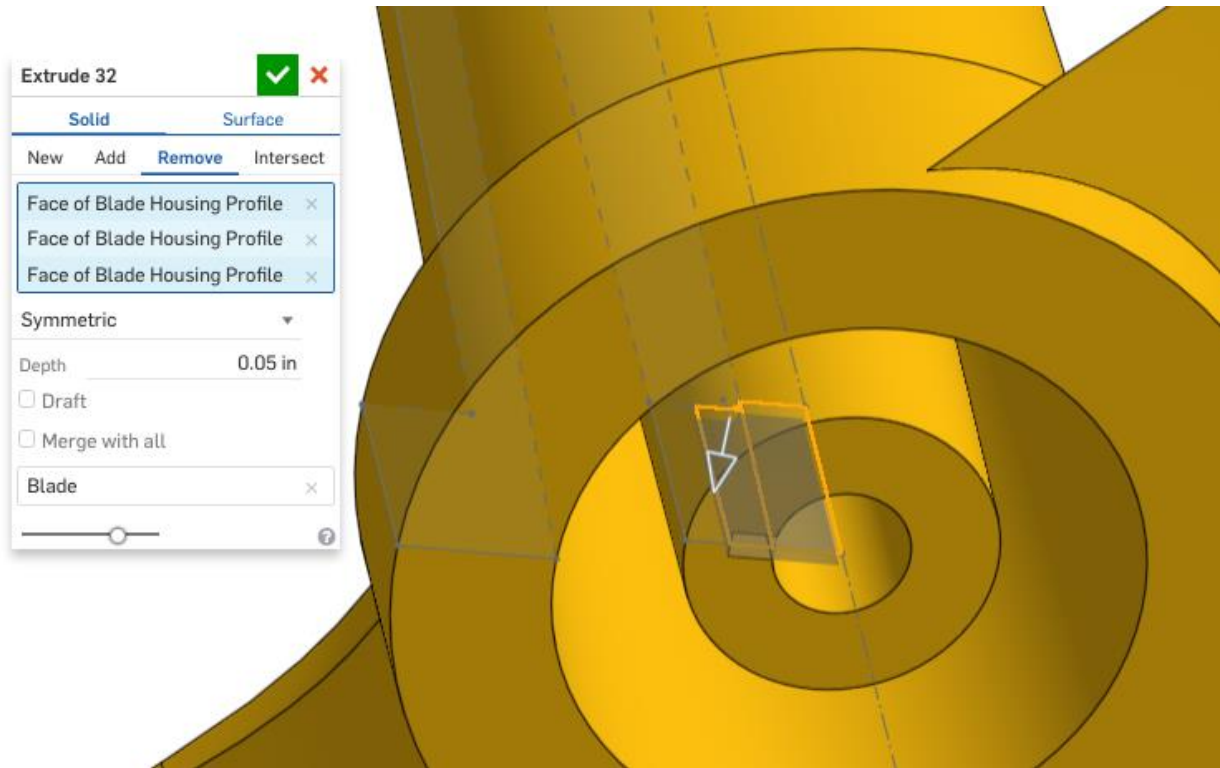 Extrude 32
Solid Surface
New Add Remove Intersect
Face of Blade Housing Profile
Face of Blade Housing Profile
Face of Blade Housing Profile
Symmetric
Depth 0.05 in
Draft
Merge with all
Blade
?